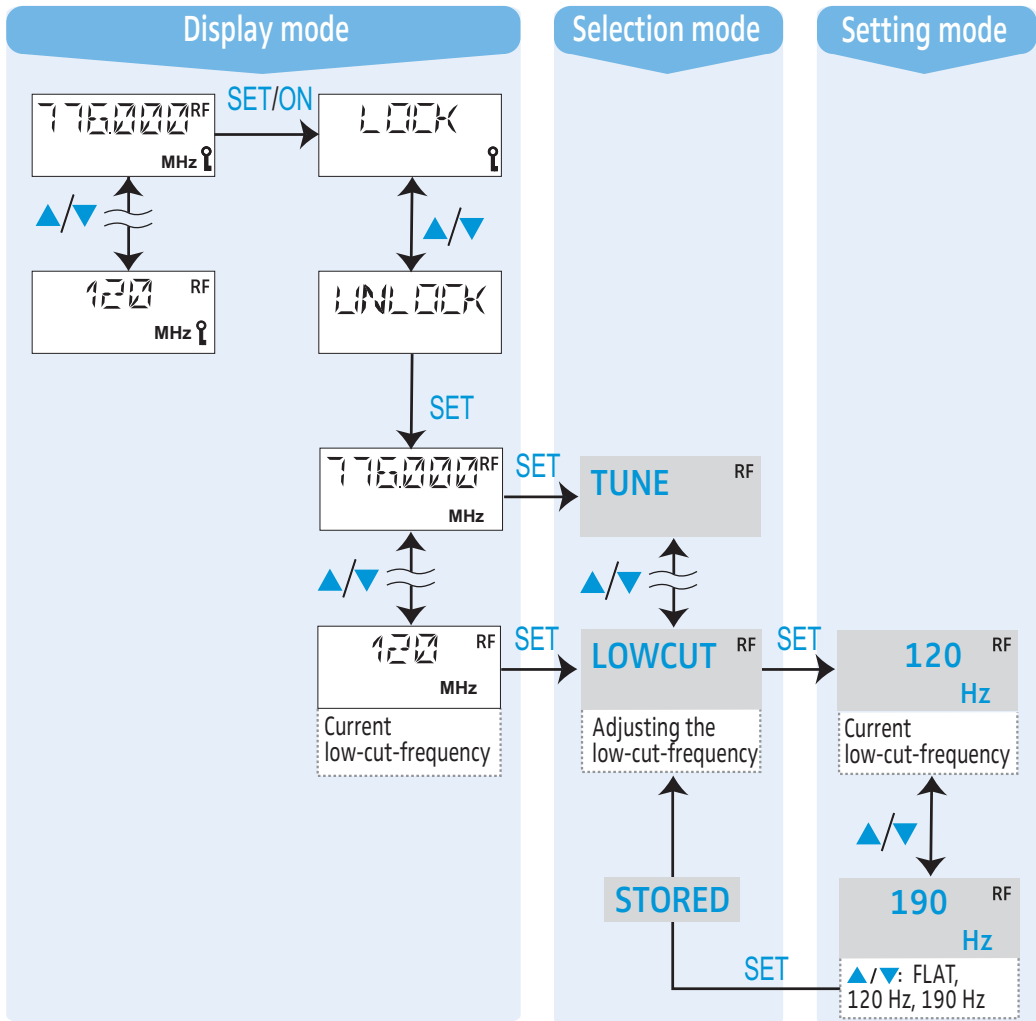 Display mode
Selection mode
Setting mode
776.000 RF
MHz
SET/ON
LOCK
▲/▼
▲/▼
120 RF
MHz
UNLOCK
SET
776.000 RF
MHz
SET
TUNE RF
▲/▼
▲/▼
120 RF
MHz
SET
LOWCUT RF
SET
120 RF
Hz
Current
low-cut-frequency
Adjusting the
low-cut-frequency
Current
low-cut-frequency
▲/▼
STORED
190 RF
Hz
SET
▲/▼: FLAT,
120 Hz, 190 Hz